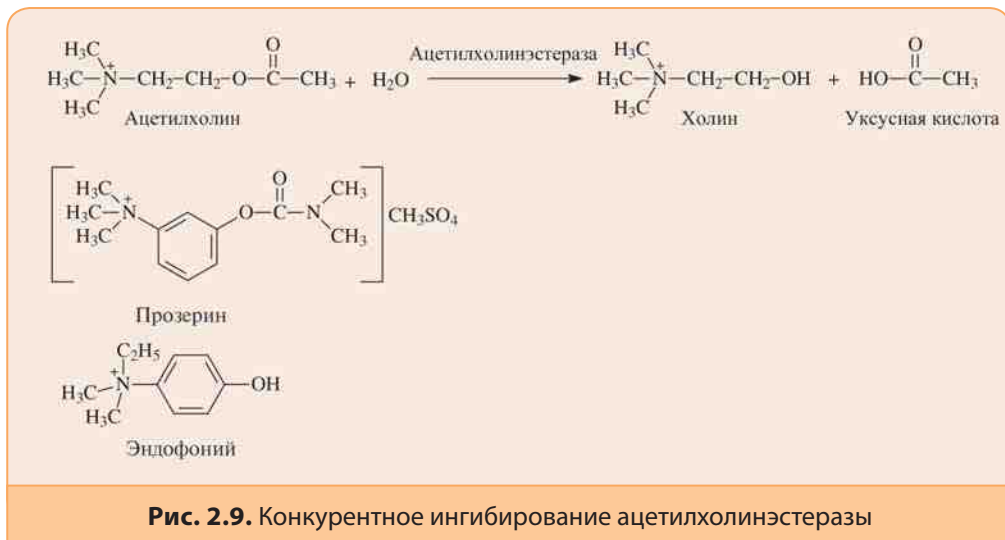 H₃C
H₃C—N⁺—CH₂—CH₂—O—C—CH₃ + H₂O
O
H₃C
Ацетилхолин
Ацетилхолинэстераза
H₃C
H₃C—N⁺—CH₂—CH₂—OH +
H₃C
Холин
O
HO—C—CH₃
Уксусная кислота
H₃C
H₃C—N⁺
H₃C
O
O—C—N
CH₃
CH₃
CH₃SO₄
Прозерин
C₂H₅
H₃C—N⁺
H₃C
OH
Эндофоний
Рис. 2.9. Конкурентное ингибирование ацетилхолинэстеразы